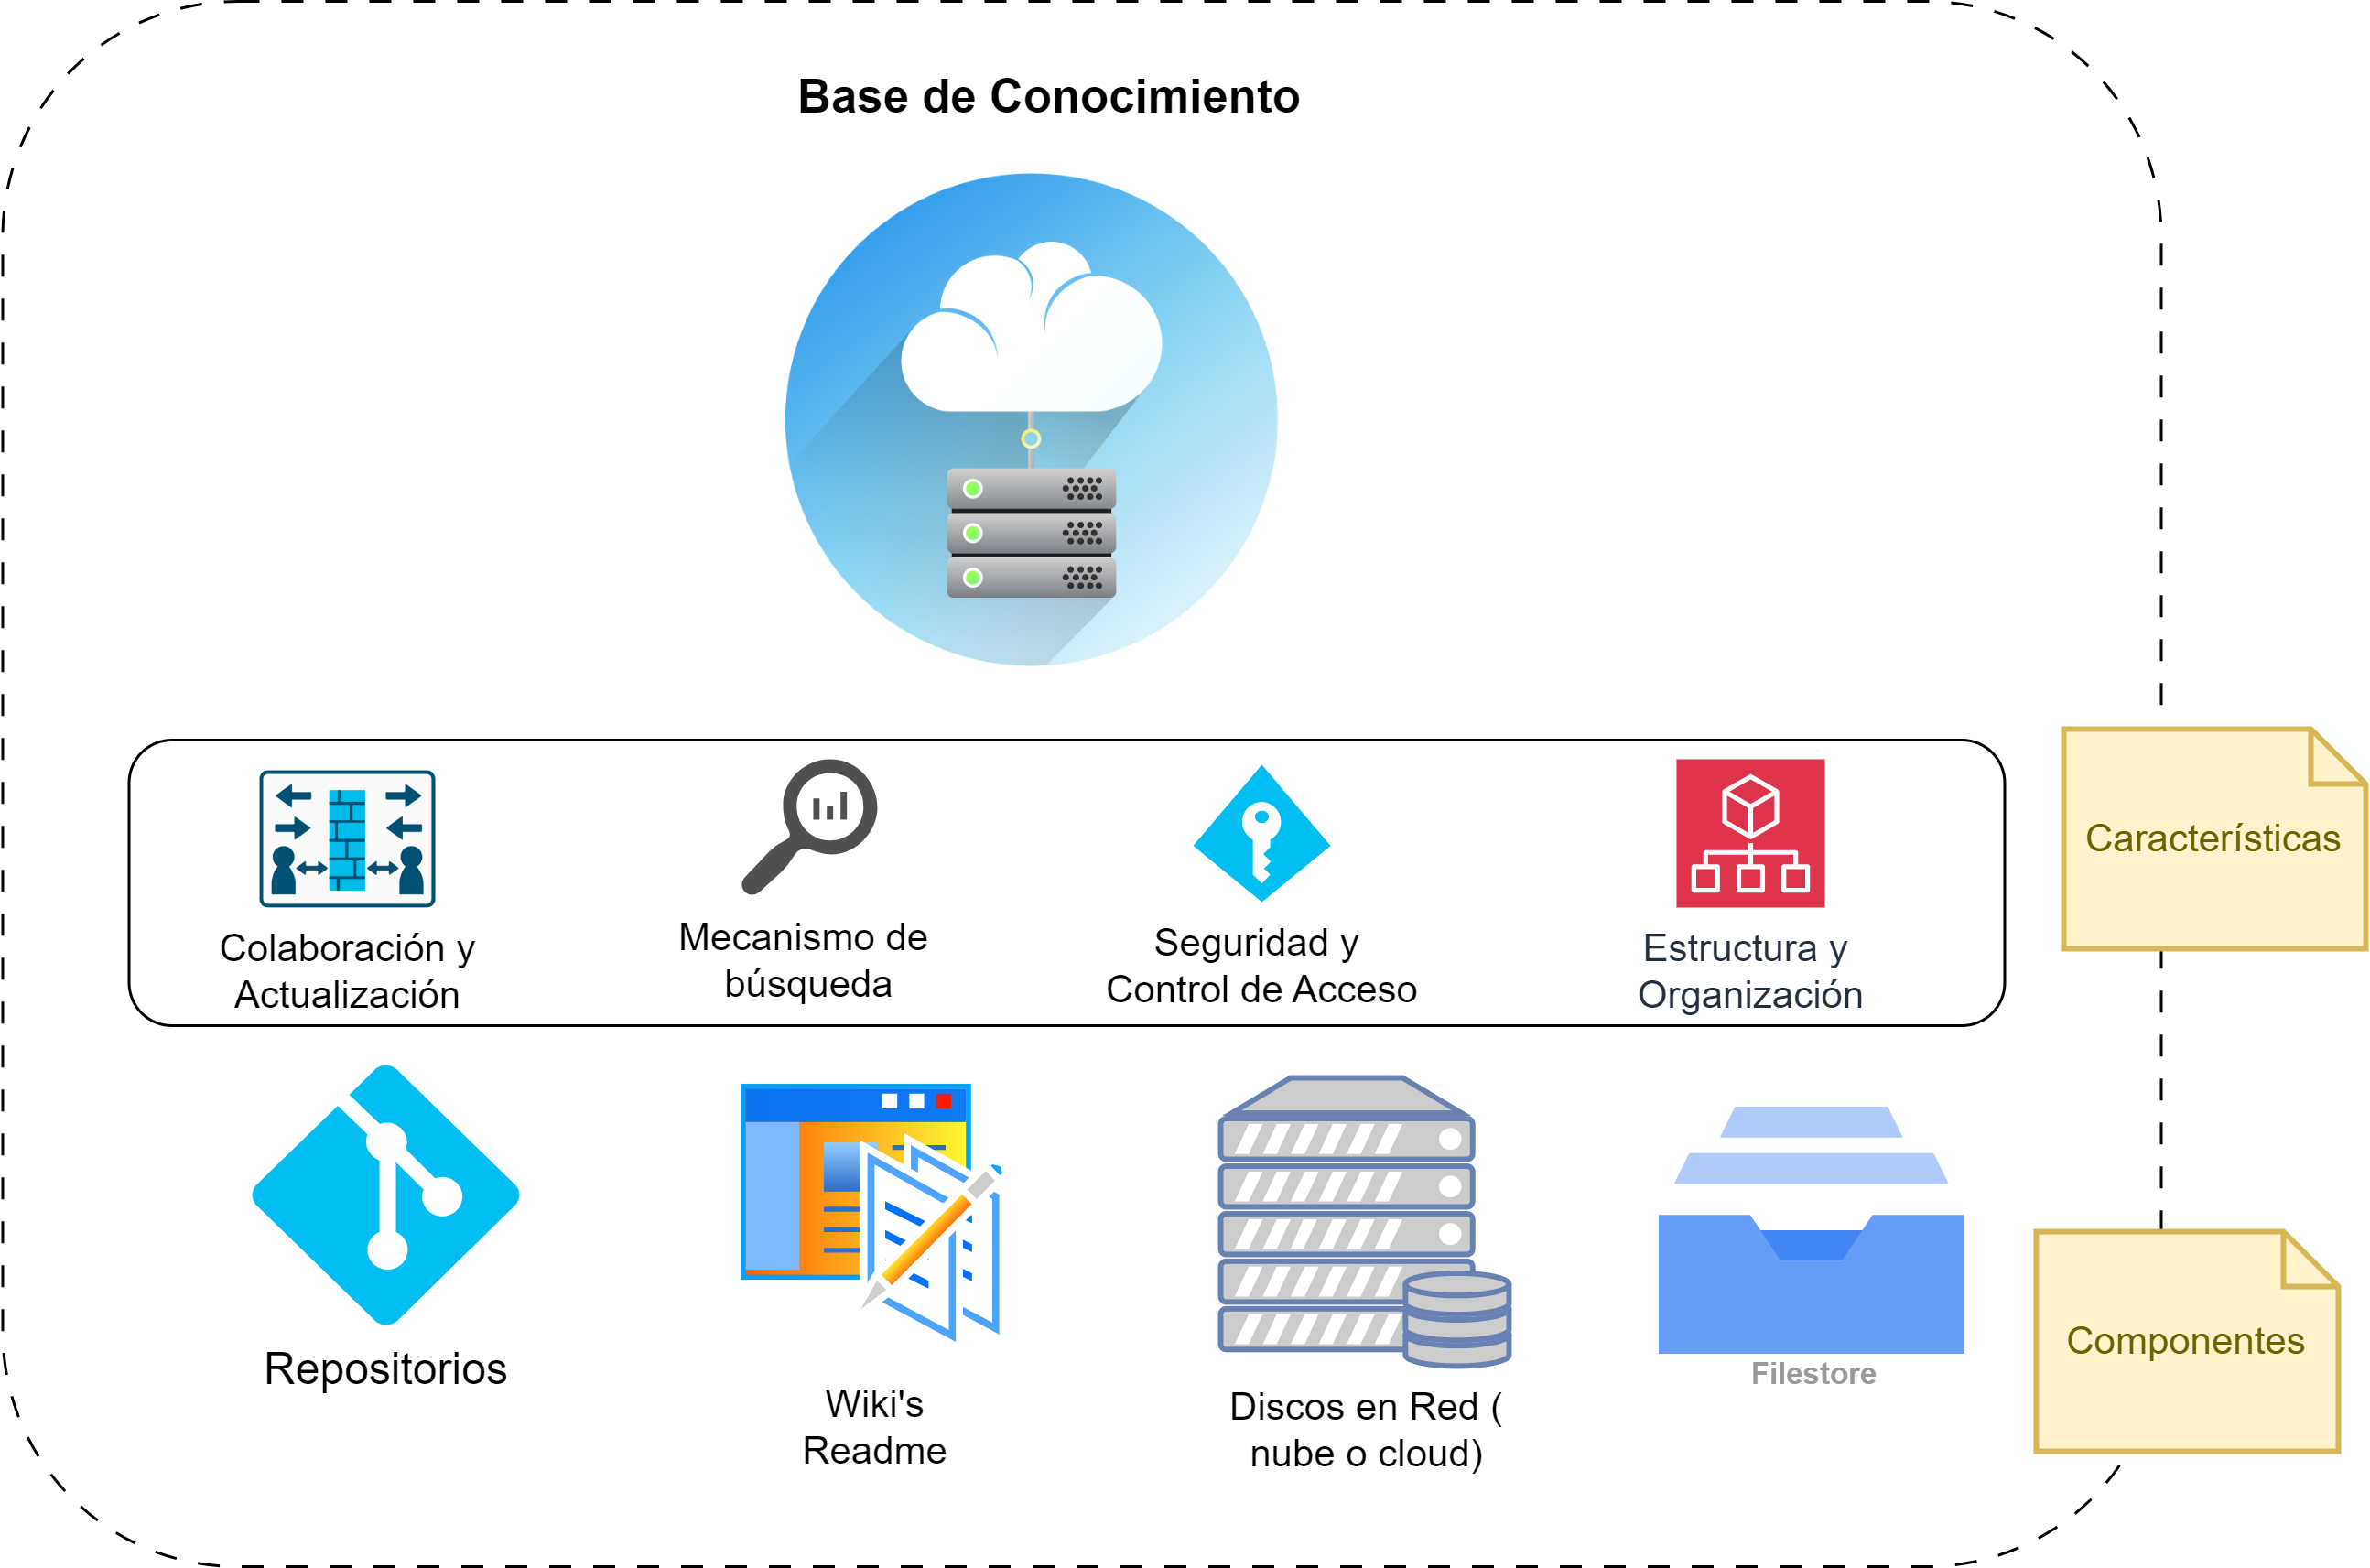 Base de Conocimiento
Colaboración y
Actualización
Mecanismo de
búsqueda
Seguridad y
Control de Acceso
Estructura y
Organización
Características
Repositorios
Wiki's
Readme
Discos en Red (
nube o cloud)
Filestore
Componentes